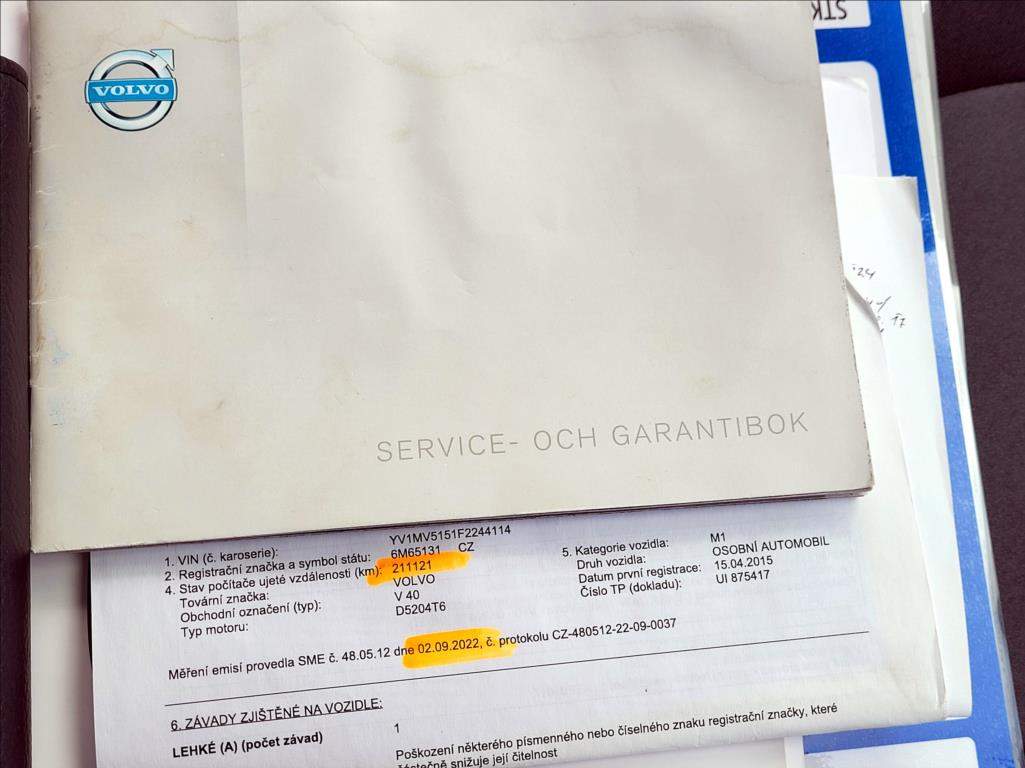 STK
VOLVO
24
17
SERVICE- OCH GARANTIBOK
1. VIN (č. karoserie): YV1MV5151F2244114
2. Registrační značka a symbol státu: 6M65131 CZ
4. Stav počítače ujeté vzdálenosti (km): 211121
Tovární značka: VOLVO
Obchodní označení (typ): V 40
Typ motoru: D5204T6
5. Kategorie vozidla: M1
Druh vozidla: OSOBNÍ AUTOMOBIL
Datum první registrace: 15.04.2015
Číslo TP (dokladu): UI 875417
Měření emisí provedla SME č. 48.05.12 dne 02.09.2022, č. protokolu CZ-480512-22-09-0037
6. ZÁVADY ZJIŠTĚNÉ NA VOZIDLE:
LEHKÉ (A) (počet závad) 1
Poškození některého písmenného nebo číselného znaku registrační značky, které
částečně snižuje její čitelnost